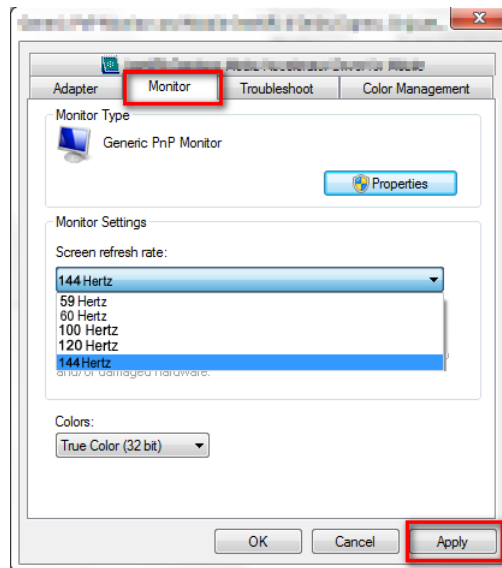 Adapter Monitor Troubleshoot Color Management
Monitor Type
Generic PnP Monitor
Properties
Monitor Settings
Screen refresh rate:
144 Hertz
59 Hertz
60 Hertz
100 Hertz
120 Hertz
144 Hertz
and/or damaged hardware.
Colors:
True Color (32 bit)
OK Cancel Apply